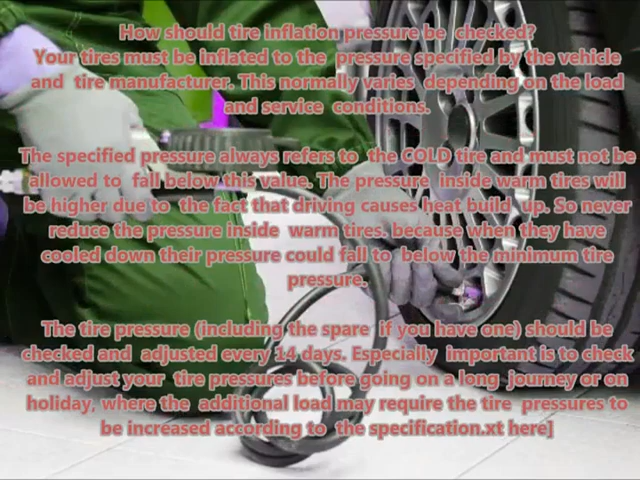 How should tire inflation pressure be checked?
Your tires must be inflated to the pressure specified by the vehicle
and tire manufacturer. This normally varies depending on the load
and service conditions.
The specified pressure always refers to the COLD tire and must not be
allowed to fall below this value. The pressure inside warm tires will
be higher due to the fact that driving causes heat build up. So never
reduce the pressure inside warm tires. because when they have
cooled down their pressure could fall to below the minimum tire
pressure.
The tire pressure (including the spare if you have one) should be
checked and adjusted every 14 days. Especially important is to check
and adjust your tire pressures before going on a long journey or on
holiday, where the additional load may require the tire pressures to
be increased according to the specification.xt here]